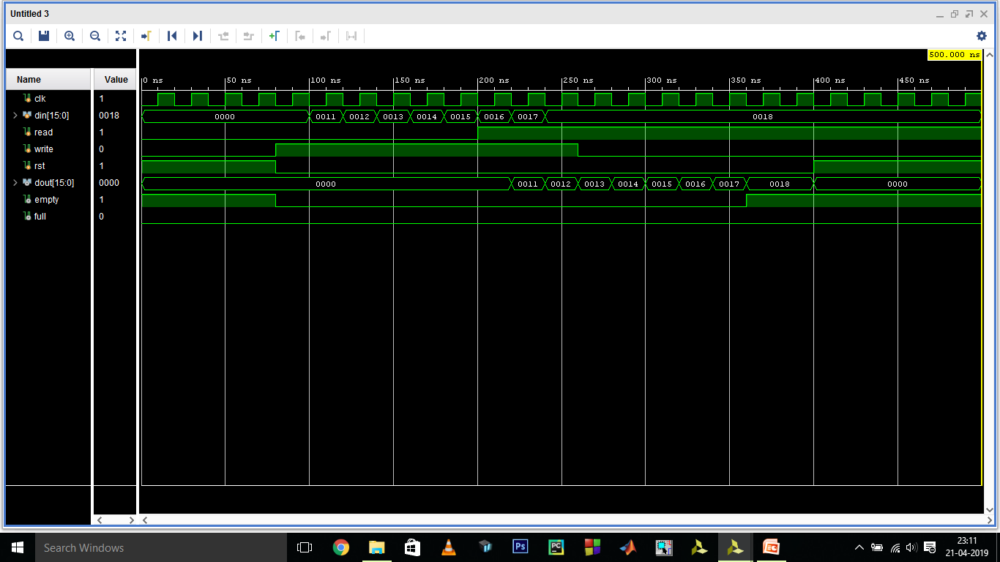 Untitled 3
500.000 ns
Name Value
0 ns 50 ns 100 ns 150 ns 200 ns 250 ns 300 ns 350 ns 400 ns 450 ns
clk 1
din[15:0] 0018 0000 0011 0012 0013 0014 0015 0016 0017 0018
read 1
write 0
rst 1
dout[15:0] 0000 0000 0011 0012 0013 0014 0015 0016 0017 0018 0000
empty 1
full 0
Search Windows
Ps
PC
23:11
21-04-2019